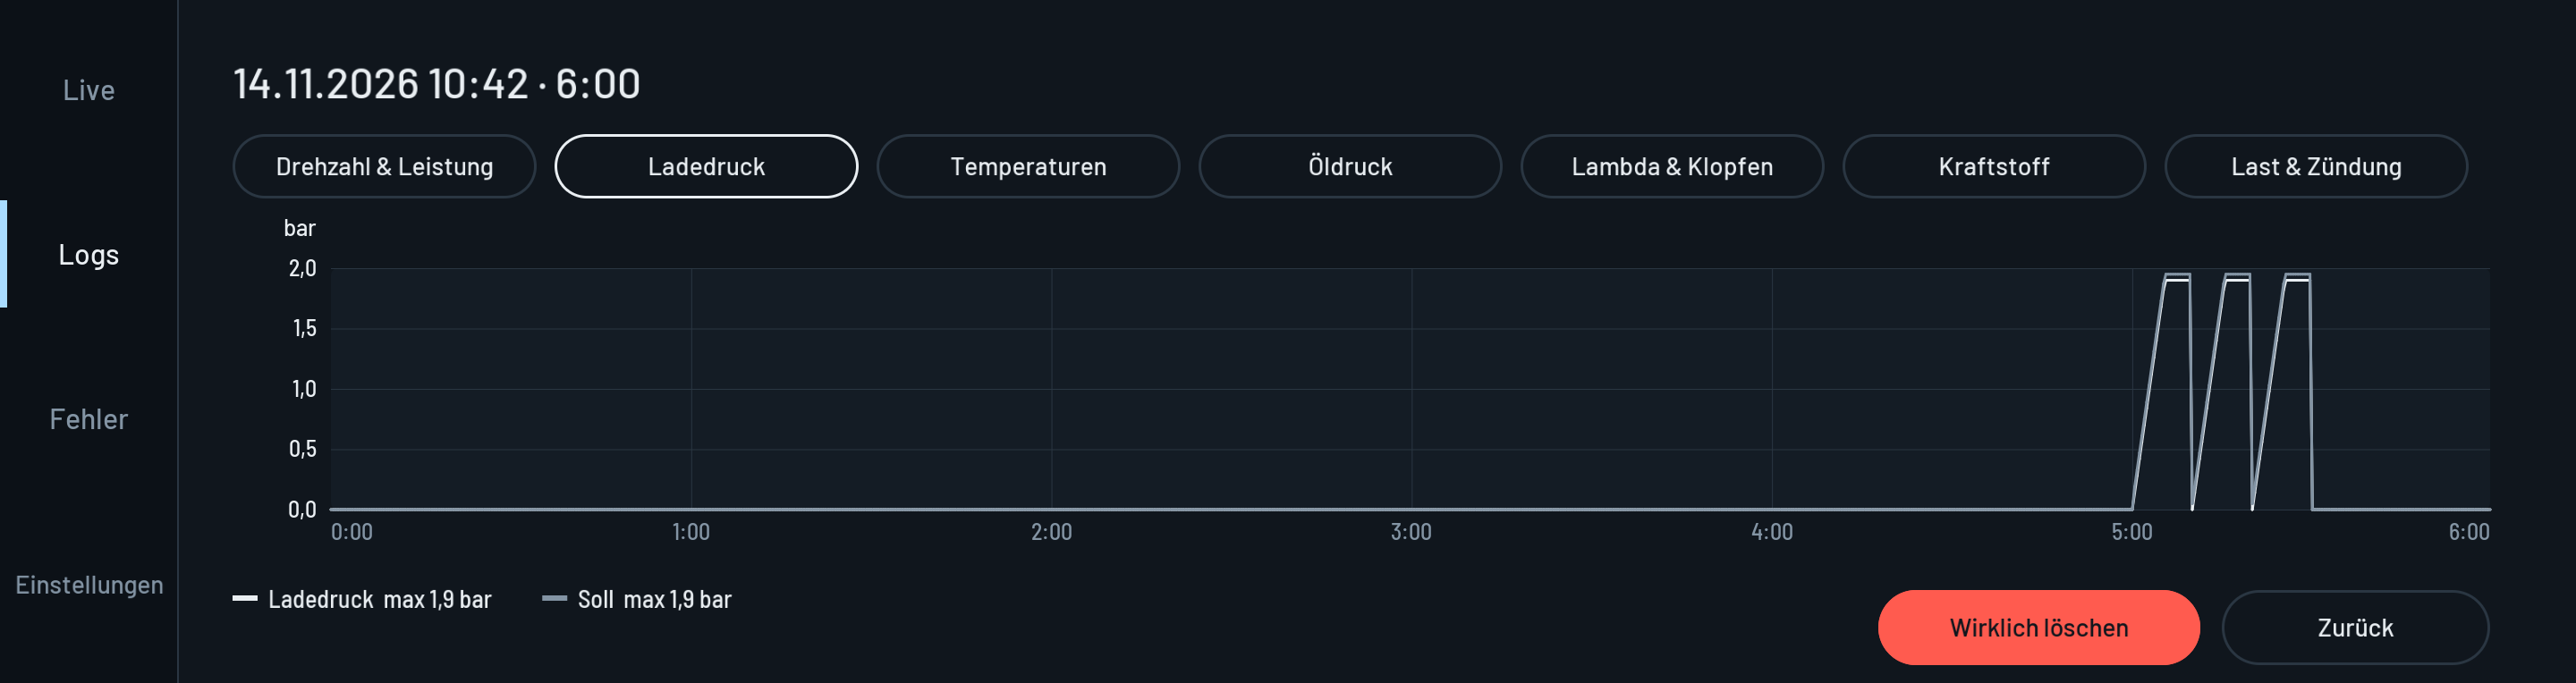 Live
Logs
Fehler
Einstellungen
14.11.2026 10:42 · 6:00
Drehzahl & Leistung Ladedruck Temperaturen Öldruck Lambda & Klopfen Kraftstoff Last & Zündung
bar
2,0
1,5
1,0
0,5
0,0
0:00 1:00 2:00 3:00 4:00 5:00 6:00
Ladedruck max 1,9 bar Soll max 1,9 bar
Wirklich löschen Zurück